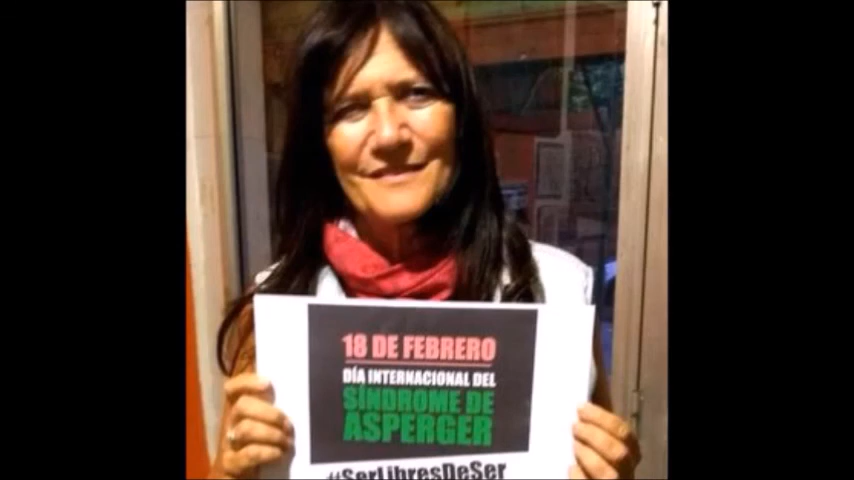 18 DE FEBRERO
DÍA INTERNACIONAL DEL
SÍNDROME DE
ASPERGER
#SerLibresDeSer